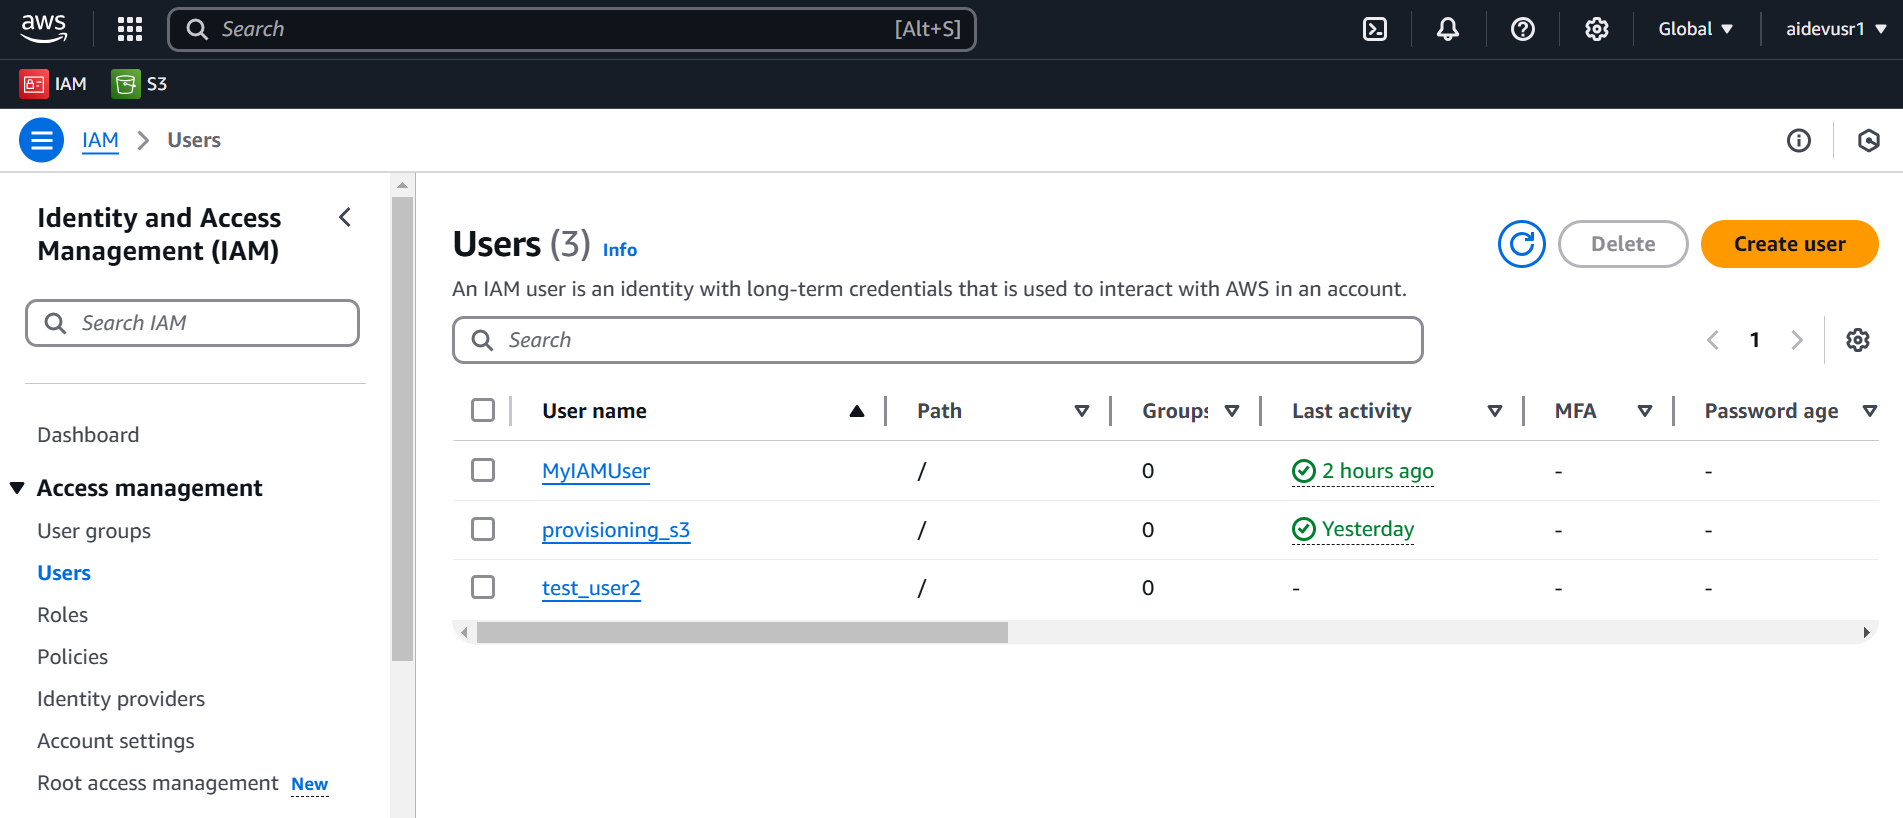 aws
Search [Alt+S]
Global
aidevusr1
IAM
S3
IAM
Users
Identity and Access
Management (IAM)
Search IAM
Dashboard
Access management
User groups
Users
Roles
Policies
Identity providers
Account settings
Root access management New
Users (3) Info
Delete
Create user
An IAM user is an identity with long-term credentials that is used to interact with AWS in an account.
Search
1
User name Path Groups Last activity MFA Password age
MyIAMUser / 0 2 hours ago - -
provisioning_s3 / 0 Yesterday - -
test_user2 / 0 - - -